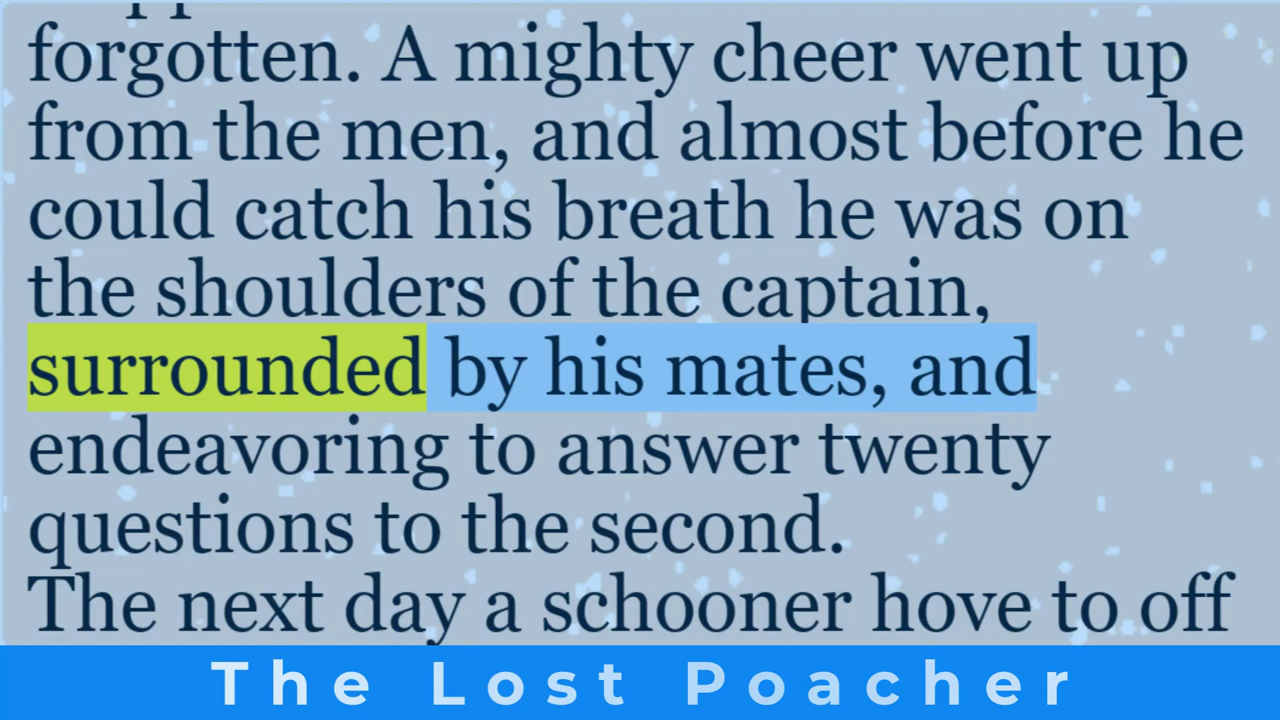 forgotten. A mighty cheer went up
from the men, and almost before he
could catch his breath he was on
the shoulders of the captain,
surrounded by his mates, and
endeavoring to answer twenty
questions to the second.
The next day a schooner hove to off
The Lost Poacher